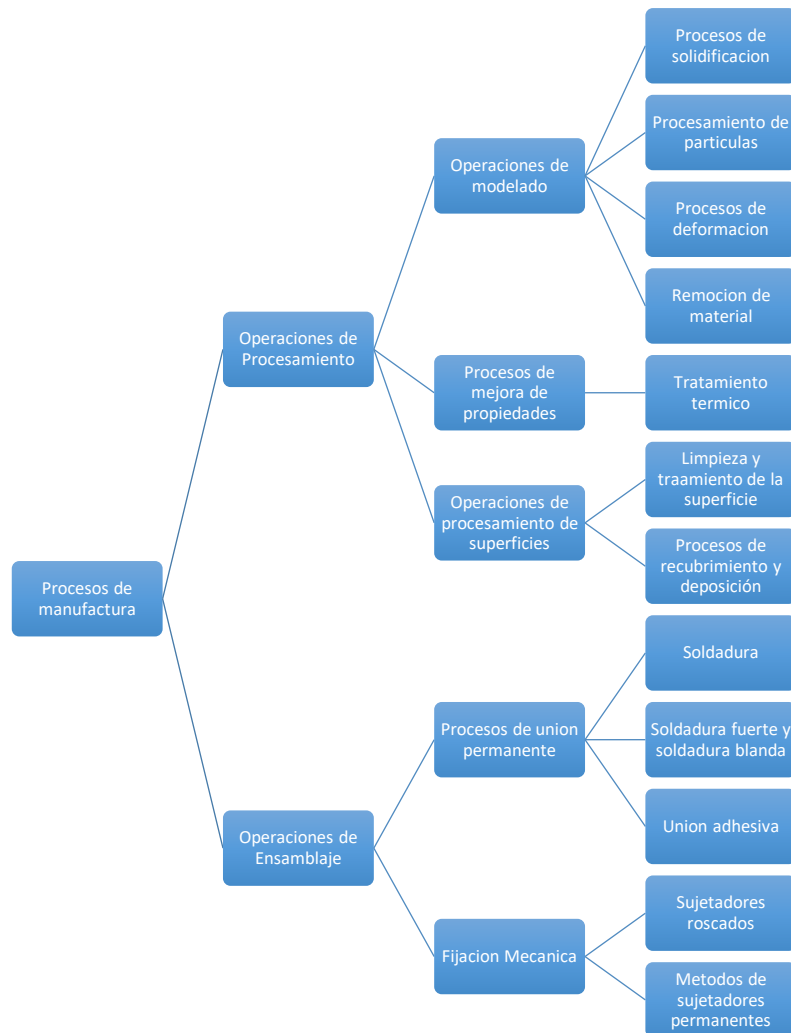 Procesos de
manufactura
Operaciones de
Procesamiento
Operaciones de
modelado
Procesos de
solidificacion
Procesamiento de
particulas
Procesos de
deformacion
Remocion de
material
Procesos de
mejora de
propiedades
Tratamiento
termico
Operaciones de
procesamiento de
superficies
Limpieza y
traamiento de la
superficie
Procesos de
recubrimiento y
deposición
Operaciones de
Ensamblaje
Procesos de union
permanente
Soldadura
Soldadura fuerte y
soldadura blanda
Union adhesiva
Fijacion Mecanica
Sujetadores
roscados
Metodos de
sujetadores
permanentes